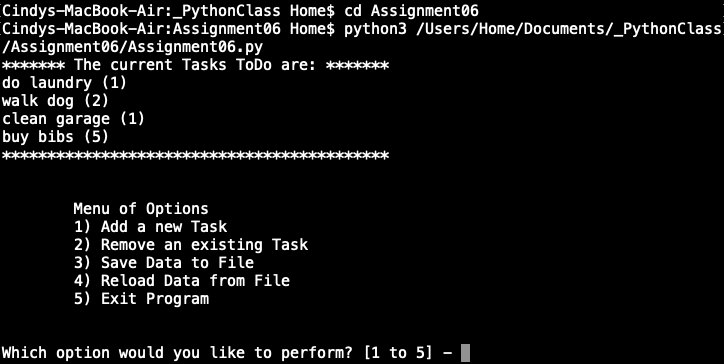 Cindys-MacBook-Air:_PythonClass Home$ cd Assignment06
Cindys-MacBook-Air:Assignment06 Home$ python3 /Users/Home/Documents/_PythonClass
/Assignment06/Assignment06.py
******* The current Tasks ToDo are: *******
do laundry (1)
walk dog (2)
clean garage (1)
buy bibs (5)
*******************************************
Menu of Options
1) Add a new Task
2) Remove an existing Task
3) Save Data to File
4) Reload Data from File
5) Exit Program
Which option would you like to perform? [1 to 5] –